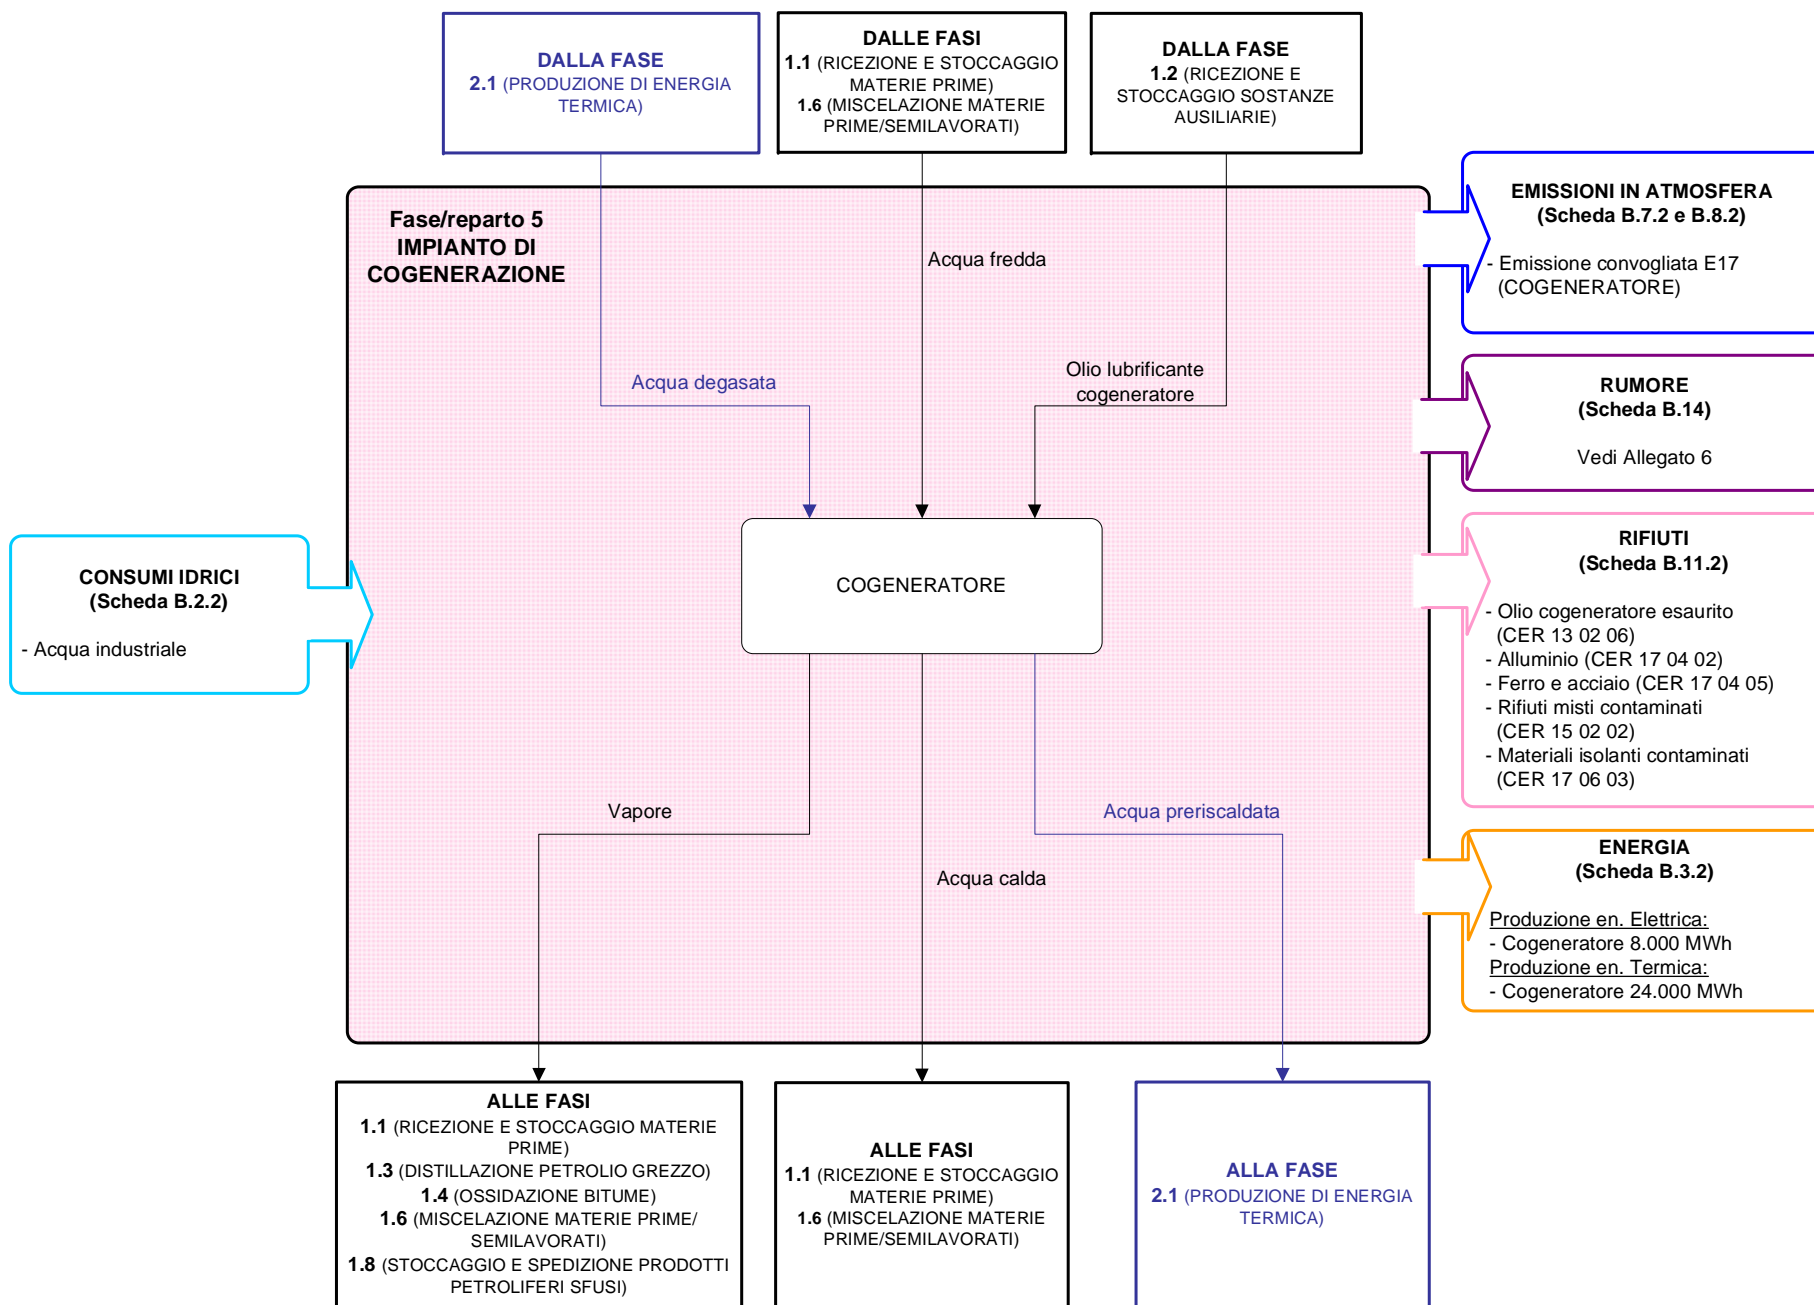 DALLA FASE
2.1 (PRODUZIONE DI ENERGIA
TERMICA)
DALLE FASI
1.1 (RICEZIONE E STOCCAGGIO
MATERIE PRIME)
1.6 (MISCELAZIONE MATERIE
PRIME/SEMILAVORATI)
DALLA FASE
1.2 (RICEZIONE E
STOCCAGGIO SOSTANZE
AUSILIARIE)
Fase/reparto 5
IMPIANTO DI
COGENERAZIONE
Acqua fredda
Acqua degasata
Olio lubrificante
cogeneratore
COGENERATORE
CONSUMI IDRICI
(Scheda B.2.2)
- Acqua industriale
Vapore
Acqua calda
Acqua preriscaldata
EMISSIONI IN ATMOSFERA
(Scheda B.7.2 e B.8.2)
- Emissione convogliata E17
(COGENERATORE)
RUMORE
(Scheda B.14)
Vedi Allegato 6
RIFIUTI
(Scheda B.11.2)
- Olio cogeneratore esaurito
(CER 13 02 06)
- Alluminio (CER 17 04 02)
- Ferro e acciaio (CER 17 04 05)
- Rifiuti misti contaminati
(CER 15 02 02)
- Materiali isolanti contaminati
(CER 17 06 03)
ENERGIA
(Scheda B.3.2)
Produzione en. Elettrica:
- Cogeneratore 8.000 MWh
Produzione en. Termica:
- Cogeneratore 24.000 MWh
ALLE FASI
1.1 (RICEZIONE E STOCCAGGIO MATERIE
PRIME)
1.3 (DISTILLAZIONE PETROLIO GREZZO)
1.4 (OSSIDAZIONE BITUME)
1.6 (MISCELAZIONE MATERIE PRIME/
SEMILAVORATI)
1.8 (STOCCAGGIO E SPEDIZIONE PRODOTTI
PETROLIFERI SFUSI)
ALLE FASI
1.1 (RICEZIONE E STOCCAGGIO
MATERIE PRIME)
1.6 (MISCELAZIONE MATERIE
PRIME/SEMILAVORATI)
ALLA FASE
2.1 (PRODUZIONE DI ENERGIA
TERMICA)